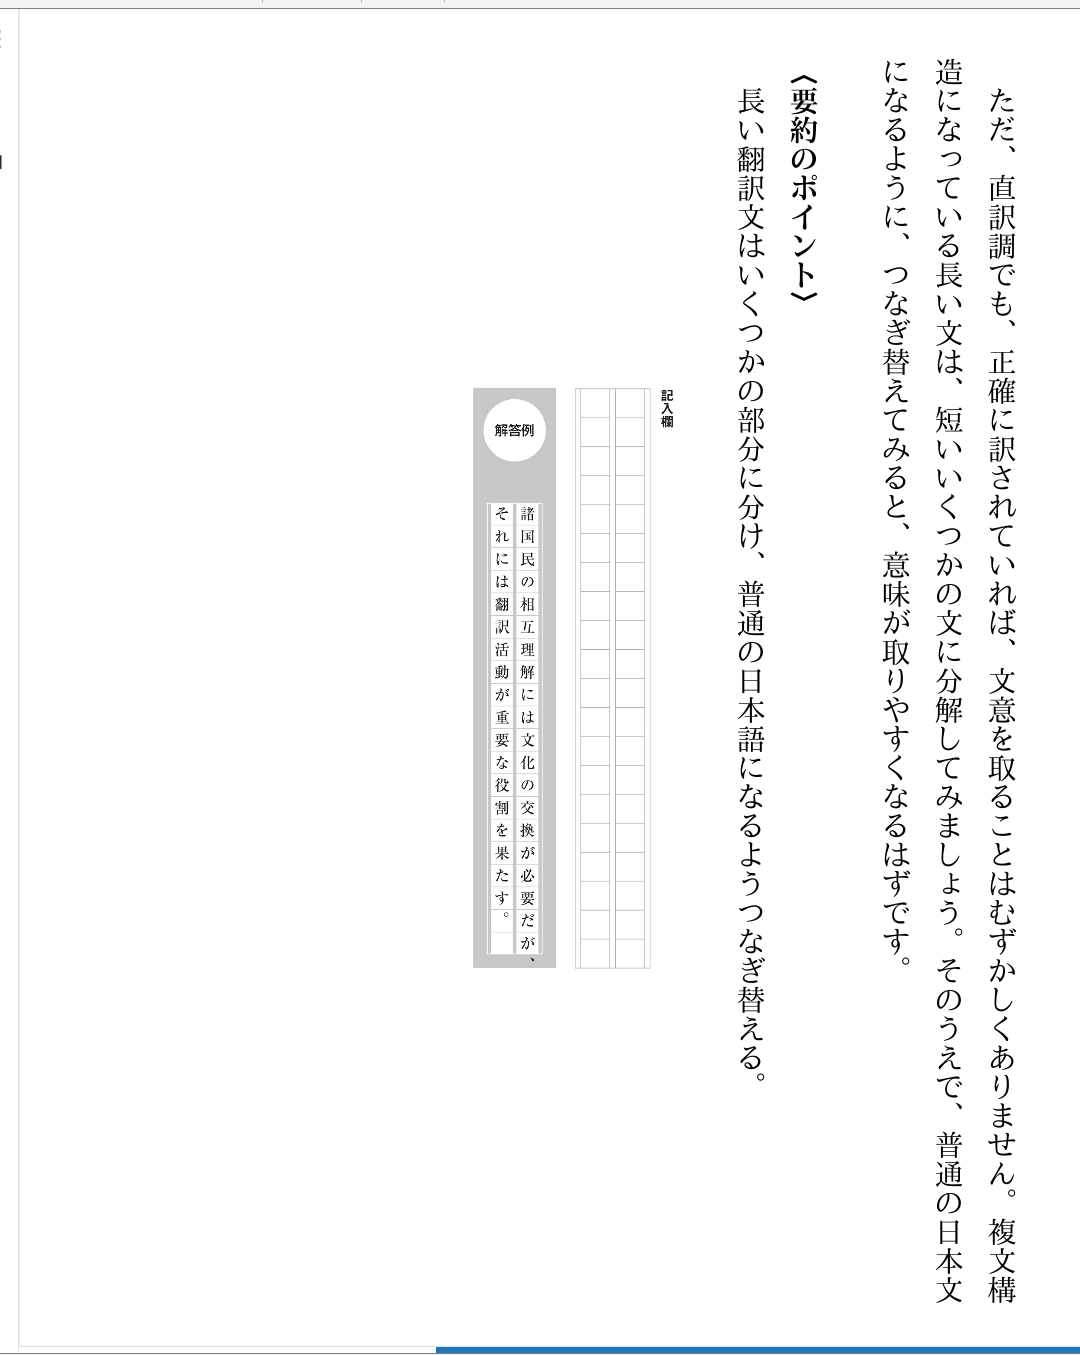 ただ、直訳調でも、正確に訳されていれば、文意を取ることはむずかしくありません。複文構
造になっている長い文は、短いいくつかの文に分解してみましょう。そのうえで、普通の日本文
になるように、つなぎ替えてみると、意味が取りやすくなるはずです。
〈要約のポイント〉
長い翻訳文はいくつかの部分に分け、普通の日本語になるようつなぎ替える。
記入欄
解答例
諸国民の相互理解には文化の交換が必要だが、
それには翻訳活動が重要な役割を果たす。